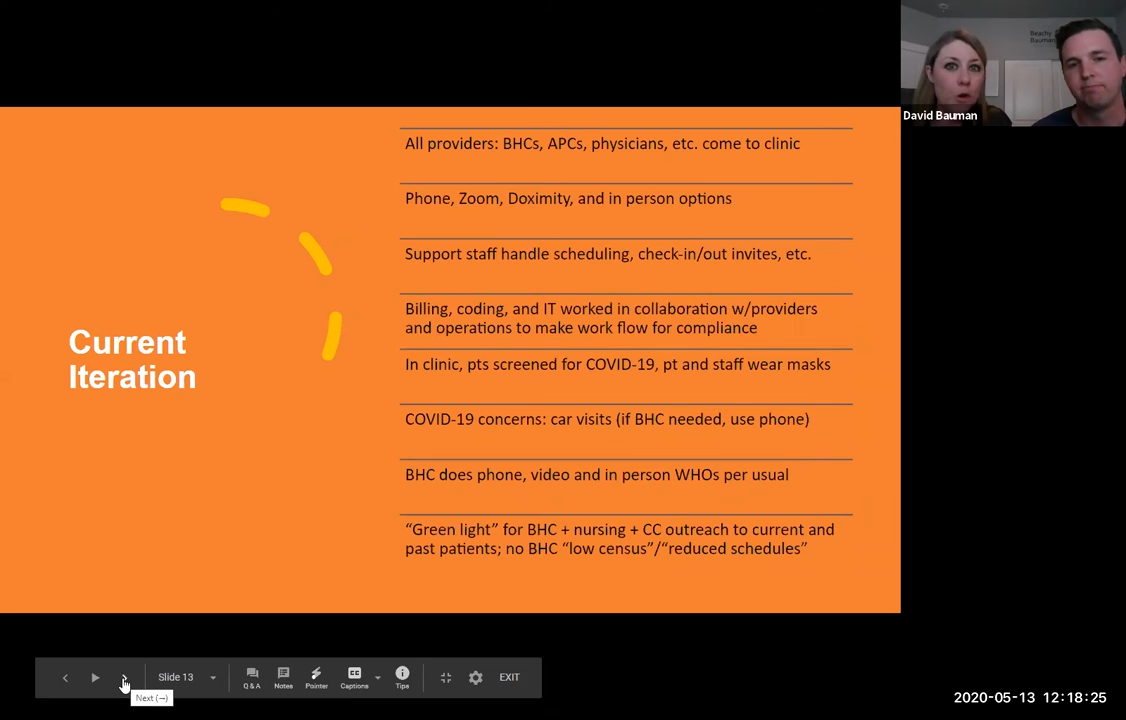 Beachy
Bauman
David Bauman
Current
Iteration
All providers: BHCs, APCs, physicians, etc. come to clinic
Phone, Zoom, Doximity, and in person options
Support staff handle scheduling, check-in/out invites, etc.
Billing, coding, and IT worked in collaboration w/providers
and operations to make work flow for compliance
In clinic, pts screened for COVID-19, pt and staff wear masks
COVID-19 concerns: car visits (if BHC needed, use phone)
BHC does phone, video and in person WHOs per usual
“Green light” for BHC + nursing + CC outreach to current and
past patients; no BHC “low census”/“reduced schedules”
Slide 13
Q & A
Notes
Pointer
CC
Captions
Tips
EXIT
Next (→)
2020-05-13 12:18:25